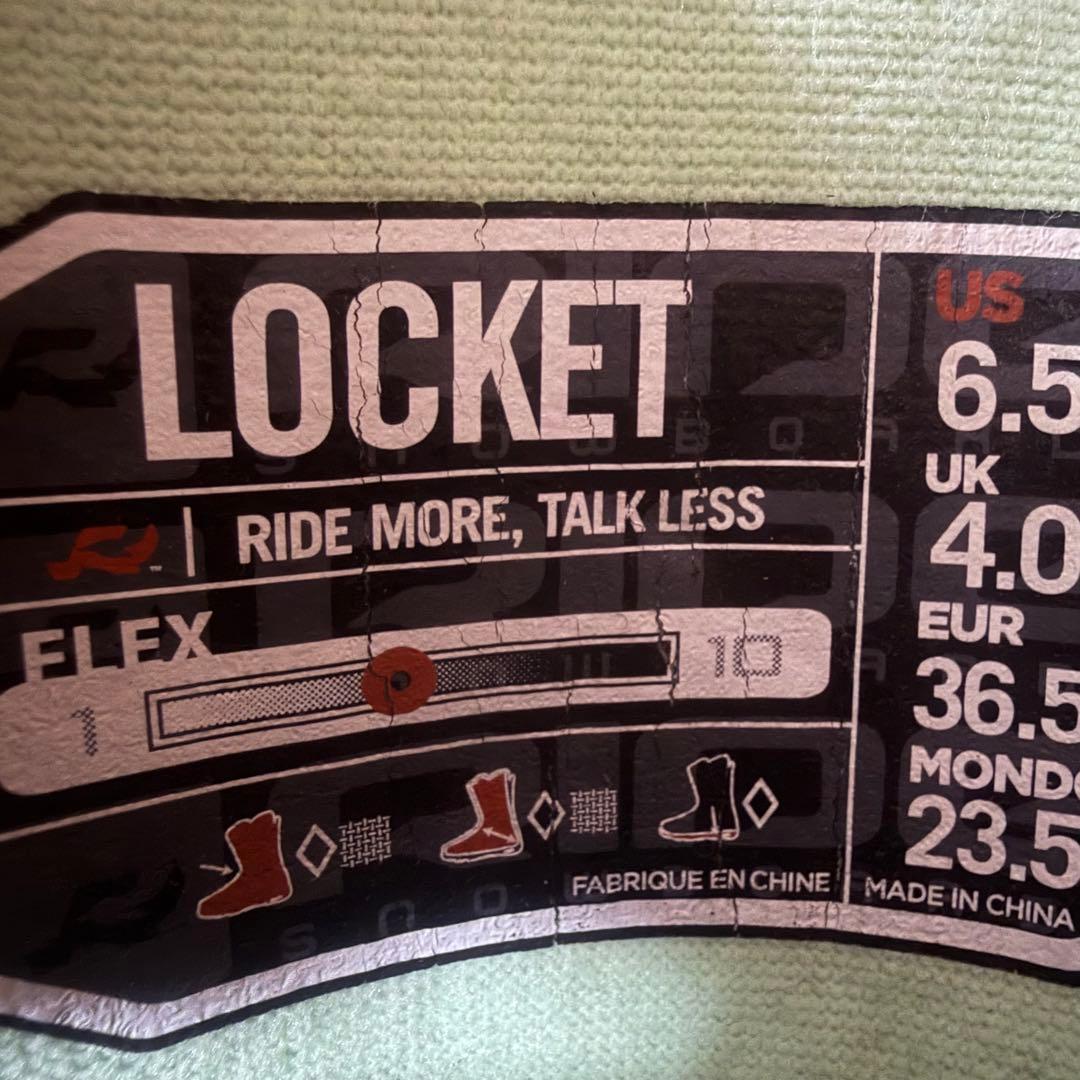 LOCKET
RIDE MORE, TALK LESS
FLEX
1
10
FABRIQUE EN CHINE
US
6.5
UK
4.0
EUR
36.5
MONDO
23.5
MADE IN CHINA